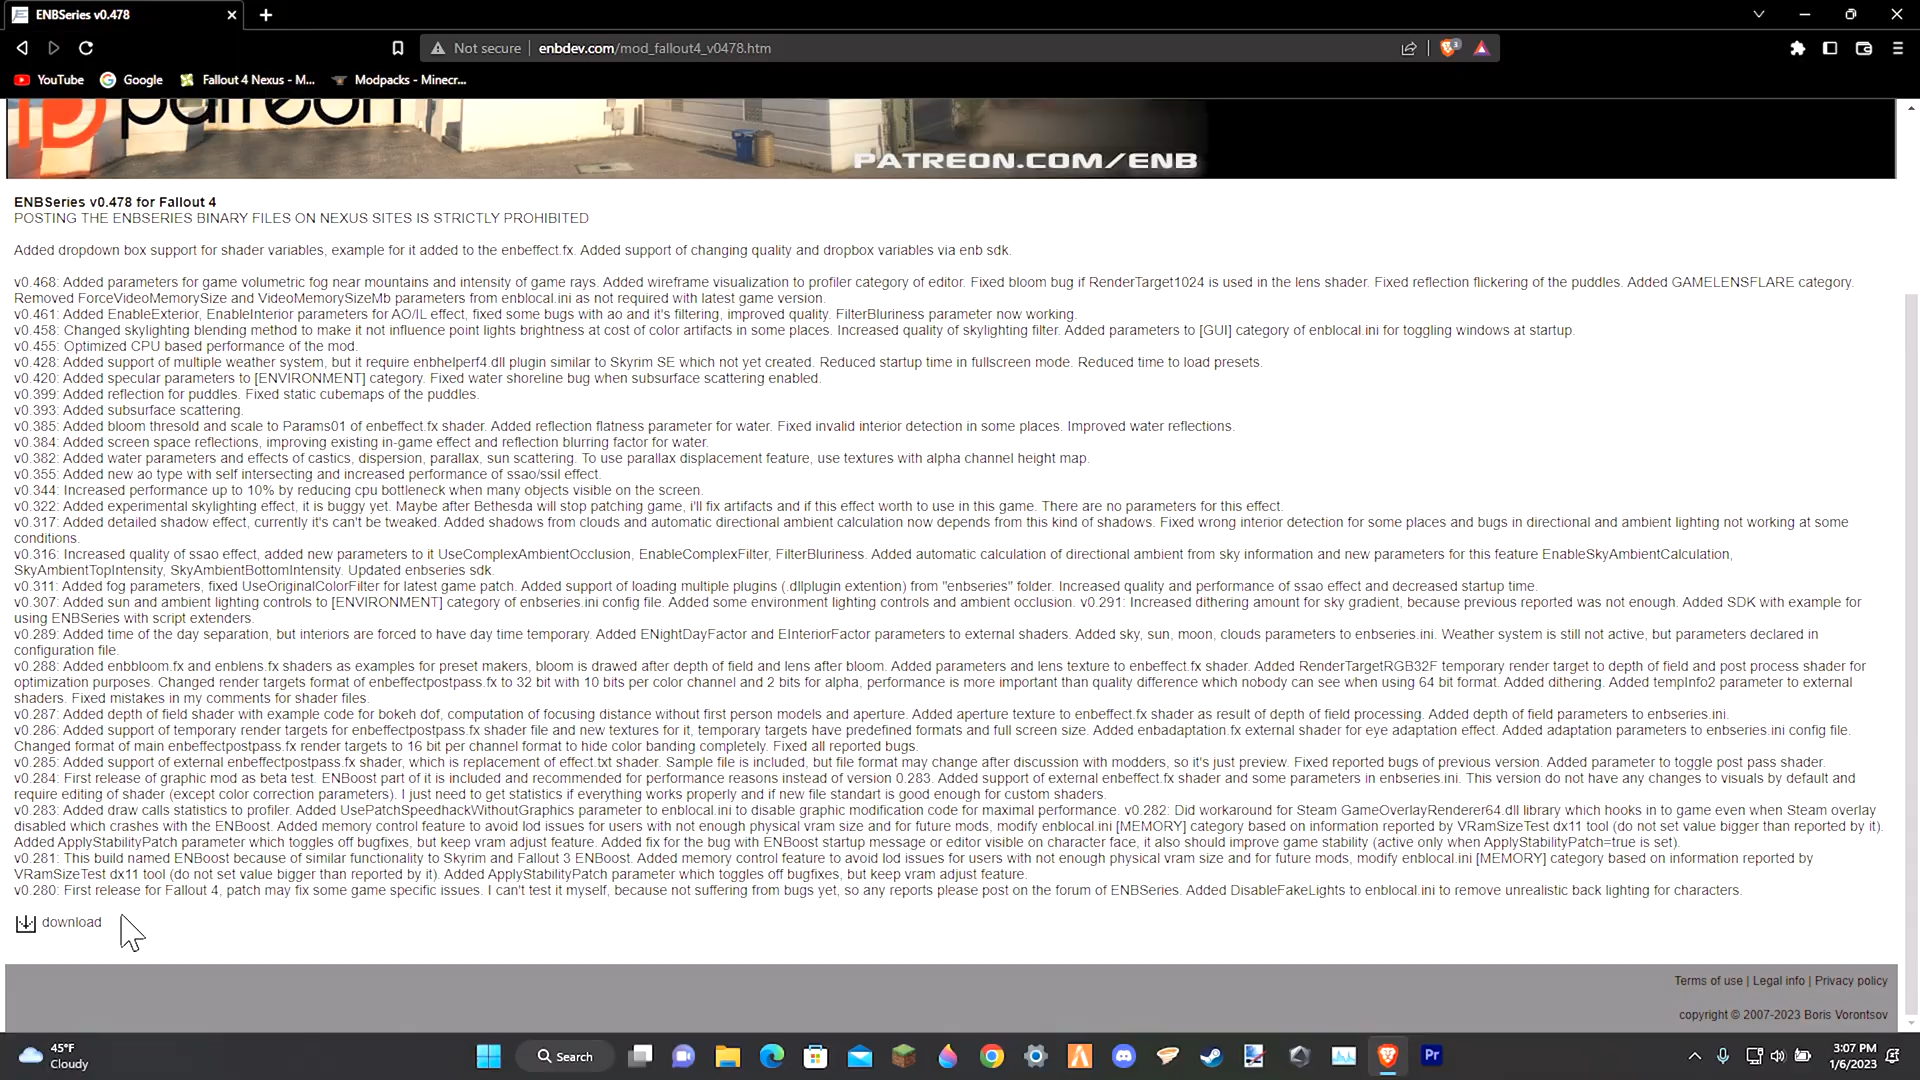 ENBSeries v0.478
Not secure
enbdev.com/mod_fallout4_v0478.htm
YouTube
Google
Fallout 4 Nexus - M...
Modpacks - Minecr...
patreon
PATREON.COM/ENB
ENBSeries v0.478 for Fallout 4
POSTING THE ENBSERIES BINARY FILES ON NEXUS SITES IS STRICTLY PROHIBITED
Added dropdown box support for shader variables, example for it added to the enbeffect.fx. Added support of changing quality and dropbox variables via enb sdk.
v0.468: Added parameters for game volumetric fog near mountains and intensity of game rays. Added wireframe visualization to profiler category of editor. Fixed bloom bug if RenderTarget1024 is used in the lens shader. Fixed reflection flickering of the puddles. Added GAMELENSFLARE category.
Removed ForceVideoMemorySize and VideoMemorySizeMb parameters from enblocal.ini as not required with latest game version.
v0.461: Added EnableExterior, EnableInterior parameters for AO/IL effect, fixed some bugs with ao and it's filtering, improved quality. FilterBluriness parameter now working.
v0.458: Changed skylighting blending method to make it not influence point lights brightness at cost of color artifacts in some places. Increased quality of skylighting filter. Added parameters to [GUI] category of enblocal.ini for toggling windows at startup.
v0.455: Optimized CPU based performance of the mod.
v0.428: Added support of multiple weather system, but it require enbhelperf4.dll plugin similar to Skyrim SE which not yet created. Reduced startup time in fullscreen mode. Reduced time to load presets.
v0.420: Added specular parameters to [ENVIRONMENT] category. Fixed water shoreline bug when subsurface scattering enabled.
v0.399: Added reflection for puddles. Fixed static cubemaps of the puddles.
v0.393: Added subsurface scattering.
v0.385: Added bloom thresold and scale to Params01 of enbeffect.fx shader. Added reflection flatness parameter for water. Fixed invalid interior detection in some places. Improved water reflections.
v0.384: Added screen space reflections, improving existing in-game effect and reflection blurring factor for water.
v0.382: Added water parameters and effects of castics, dispersion, parallax, sun scattering. To use parallax displacement feature, use textures with alpha channel height map.
v0.355: Added new ao type with self intersecting and increased performance of ssao/ssil effect.
v0.344: Increased performance up to 10% by reducing cpu bottleneck when many objects visible on the screen.
v0.322: Added experimental skylighting effect, it is buggy yet. Maybe after Bethesda will stop patching game, i'll fix artifacts and if this effect worth to use in this game. There are no parameters for this effect.
v0.317: Added detailed shadow effect, currently it's can't be tweaked. Added shadows from clouds and automatic directional ambient calculation now depends from this kind of shadows. Fixed wrong interior detection for some places and bugs in directional and ambient lighting not working at some
conditions.
v0.316: Increased quality of ssao effect, added new parameters to it UseComplexAmbientOcclusion, EnableComplexFilter, FilterBluriness. Added automatic calculation of directional ambient from sky information and new parameters for this feature EnableSkyAmbientCalculation,
SkyAmbientTopIntensity, SkyAmbientBottomIntensity. Updated enbseries sdk.
v0.311: Added fog parameters, fixed UseOriginalColorFilter for latest game patch. Added support of loading multiple plugins (.dllplugin extention) from "enbseries" folder. Increased quality and performance of ssao effect and decreased startup time.
v0.307: Added sun and ambient lighting controls to [ENVIRONMENT] category of enbseries.ini config file. Added some environment lighting controls and ambient occlusion. v0.291: Increased dithering amount for sky gradient, because previous reported was not enough. Added SDK with example for
using ENBSeries with script extenders.
v0.289: Added time of the day separation, but interiors are forced to have day time temporary. Added ENightDayFactor and EInteriorFactor parameters to external shaders. Added sky, sun, moon, clouds parameters to enbseries.ini. Weather system is still not active, but parameters declared in
configuration file.
v0.288: Added enbbloom.fx and enblens.fx shaders as examples for preset makers, bloom is drawed after depth of field and lens after bloom. Added parameters and lens texture to enbeffect.fx shader. Added RenderTargetRGB32F temporary render target to depth of field and post process shader for
optimization purposes. Changed render targets format of enbeffectpostpass.fx to 32 bit with 10 bits per color channel and 2 bits for alpha, performance is more important than quality difference which nobody can see when using 64 bit format. Added dithering. Added tempInfo2 parameter to external
shaders. Fixed mistakes in my comments for shader files.
v0.287: Added depth of field shader with example code for bokeh dof, computation of focusing distance without first person models and aperture. Added aperture texture to enbeffect.fx shader as result of depth of field processing. Added depth of field parameters to enbseries.ini.
v0.286: Added support of temporary render targets for enbeffectpostpass.fx shader file and new textures for it, temporary targets have predefined formats and full screen size. Added enbadaptation.fx external shader for eye adaptation effect. Added adaptation parameters to enbseries.ini config file.
Changed format of main enbeffectpostpass.fx render targets to 16 bit per channel format to hide color banding completely. Fixed all reported bugs.
v0.285: Added support of external enbeffectpostpass.fx shader, which is replacement of effect.txt shader. Sample file is included, but file format may change after discussion with modders, so it's just preview. Fixed reported bugs of previous version. Added parameter to toggle post pass shader.
v0.284: First release of graphic mod as beta test. ENBoost part of it is included and recommended for performance reasons instead of version 0.283. Added support of external enbeffect.fx shader and some parameters in enbseries.ini. This version do not have any changes to visuals by default and
require editing of shader (except color correction parameters). I just need to get statistics if everything works properly and if new file standart is good enough for custom shaders.
v0.283: Added draw calls statistics to profiler. Added UsePatchSpeedhackWithoutGraphics parameter to enblocal.ini to disable graphic modification code for maximal performance. v0.282: Did workaround for Steam GameOverlayRenderer64.dll library which hooks in to game even when Steam overlay
disabled which crashes with the ENBoost. Added memory control feature to avoid lod issues for users with not enough physical vram size and for future mods, modify enblocal.ini [MEMORY] category based on information reported by VRamSizeTest dx11 tool (do not set value bigger than reported by it).
Added ApplyStabilityPatch parameter which toggles off bugfixes, but keep vram adjust feature. Added fix for the bug with ENBoost startup message or editor visible on character face, it also should improve game stability (active only when ApplyStabilityPatch=true is set).
v0.281: This build named ENBoost because of similar functionality to Skyrim and Fallout 3 ENBoost. Added memory control feature to avoid lod issues for users with not enough physical vram size and for future mods, modify enblocal.ini [MEMORY] category based on information reported by
VRamSizeTest dx11 tool (do not set value bigger than reported by it). Added ApplyStabilityPatch parameter which toggles off bugfixes, but keep vram adjust feature.
v0.280: First release for Fallout 4, patch may fix some game specific issues. I can't test it myself, because not suffering from bugs yet, so any reports please post on the forum of ENBSeries. Added DisableFakeLights to enblocal.ini to remove unrealistic back lighting for characters.
download
Terms of use | Legal info | Privacy policy
copyright © 2007-2023 Boris Vorontsov
45°F
Cloudy
Search
Pr
3:07 PM
1/6/2023